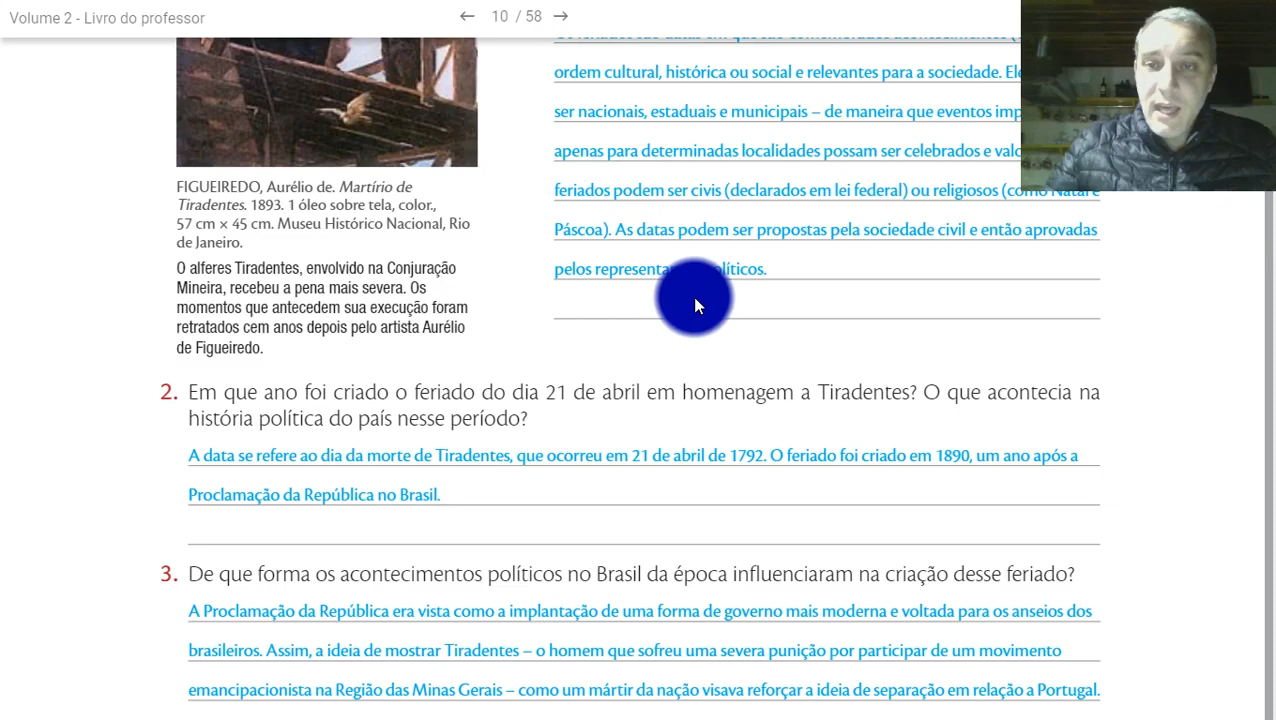 Volume 2 - Livro do professor
← 10 / 58 →
ordem cultural, histórica ou social e relevantes para a sociedade.
ser nacionais, estaduais e municipais – de maneira que eventos
apenas para determinadas localidades possam ser celebrados e
feriados podem ser civis (declarados em lei federal) ou religiosos (como Natal e
Páscoa). As datas podem ser propostas pela sociedade civil e então aprovadas
pelos
FIGUEIREDO, Aurélio de. Martírio de
Tiradentes. 1893. 1 óleo sobre tela, color.,
57 cm × 45 cm. Museu Histórico Nacional, Rio
de Janeiro.
O alferes Tiradentes, envolvido na Conjuração
Mineira, recebeu a pena mais severa. Os
momentos que antecedem sua execução foram
retratados cem anos depois pelo artista Aurélio
de Figueiredo.
2. Em que ano foi criado o feriado do dia 21 de abril em homenagem a Tiradentes? O que acontecia na
história política do país nesse período?
A data se refere ao dia da morte de Tiradentes, que ocorreu em 21 de abril de 1792. O feriado foi criado em 1890, um ano após a
Proclamação da República no Brasil.
3. De que forma os acontecimentos políticos no Brasil da época influenciaram na criação desse feriado?
A Proclamação da República era vista como a implantação de uma forma de governo mais moderna e voltada para os anseios dos
brasileiros. Assim, a ideia de mostrar Tiradentes – o homem que sofreu uma severa punição por participar de um movimento
emancipacionista na Região das Minas Gerais – como um mártir da nação visava reforçar a ideia de separação em relação a Portugal.